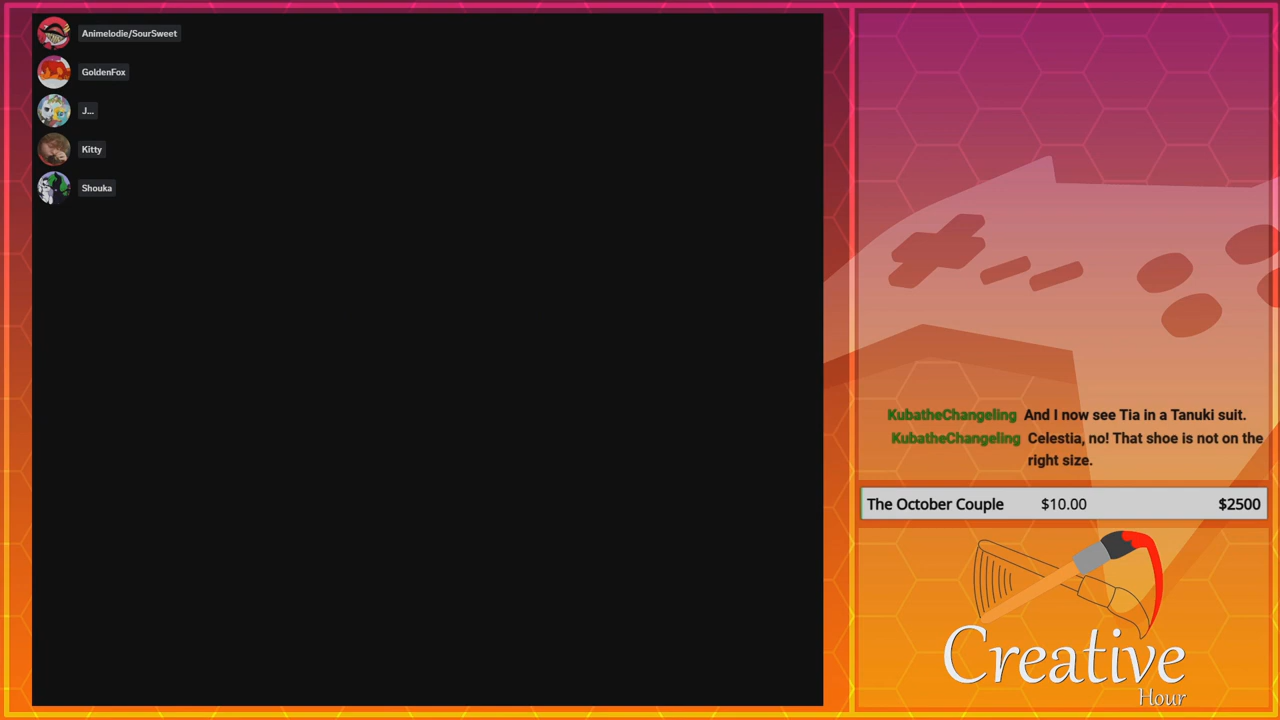 Animelodie/SourSweet
GoldenFox
J...
Kitty
Shouka
KubatheChangeling And I now see Tia in a Tanuki suit.
KubatheChangeling Celestia, no! That shoe is not on the
right size.
The October Couple $10.00 $2500
Creative
Hour